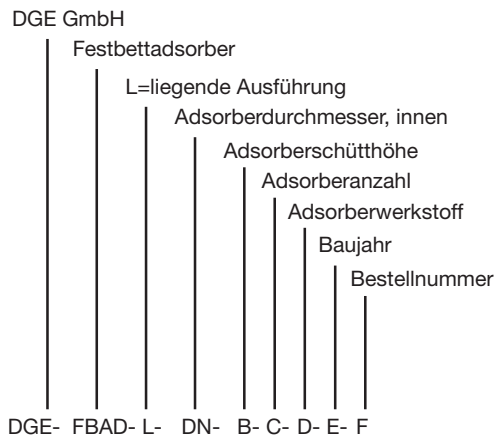 DGE GmbH
Festbettadsorber
L=liegende Ausführung
Adsorberdurchmesser, innen
Adsorberschütthöhe
Adsorberanzahl
Adsorberwerkstoff
Baujahr
Bestellnummer
DGE- FBAD- L- DN- B- C- D- E- F